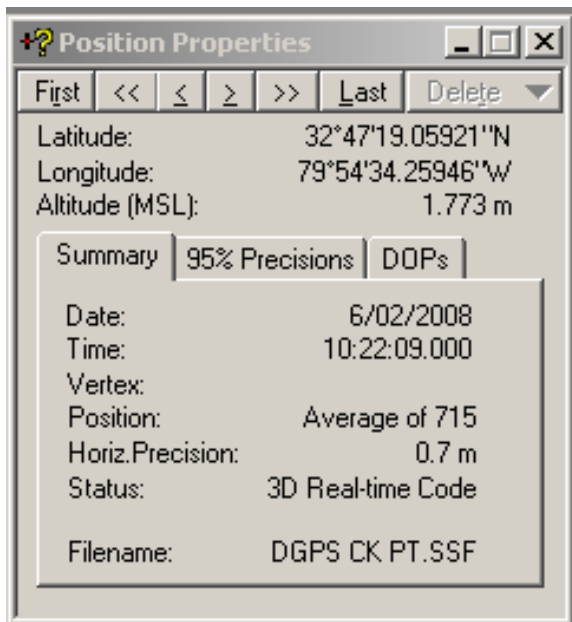 Position Properties
First << < > >> Last Delete
Latitude: 32°47'19.05921"N
Longitude: 79°54'34.25946"W
Altitude (MSL): 1.773 m
Summary 95% Precisions DOPs
Date: 6/02/2008
Time: 10:22:09.000
Vertex:
Position: Average of 715
Horiz.Precision: 0.7 m
Status: 3D Real-time Code
Filename: DGPS CK PT.SSF